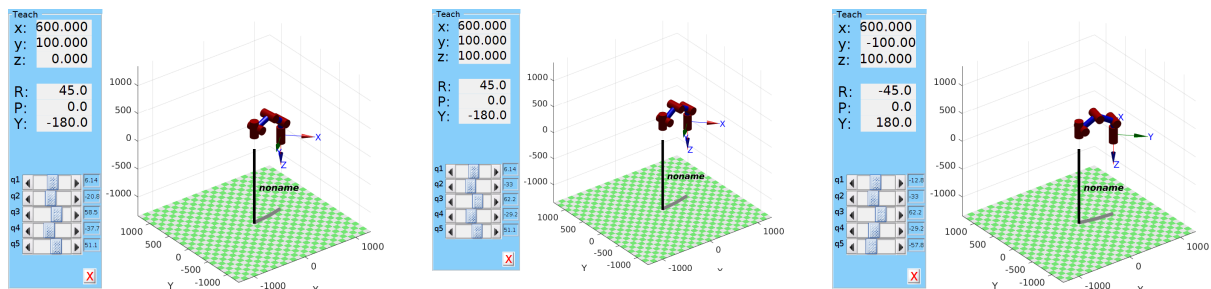 Teach
x: 600.000
y: 100.000
z: 0.000
R: 45.0
P: 0.0
Y: -180.0
q1 6.14
q2 -20.8
q3 58.5
q4 -37.7
q5 51.1
X
1000
500
0
-500
-1000
X
Z
noname
1000
500
0
-500
-1000
Y
-1000
0
1000
Teach
x: 600.000
y: 100.000
z: 100.000
R: 45.0
P: 0.0
Y: -180.0
q1 6.14
q2 -33
q3 62.2
q4 -29.2
q5 51.1
X
1000
500
0
-500
-1000
X
Z
noname
1000
500
0
-500
-1000
Y
-1000
0
1000
Teach
x: 600.000
y: -100.00
z: 100.000
R: -45.0
P: 0.0
Y: 180.0
q1 -12.8
q2 -33
q3 62.2
q4 -29.2
q5 -57.8
X
1000
500
0
-500
-1000
X
Y
Z
noname
1000
500
0
-500
-1000
Y
-1000
0
1000